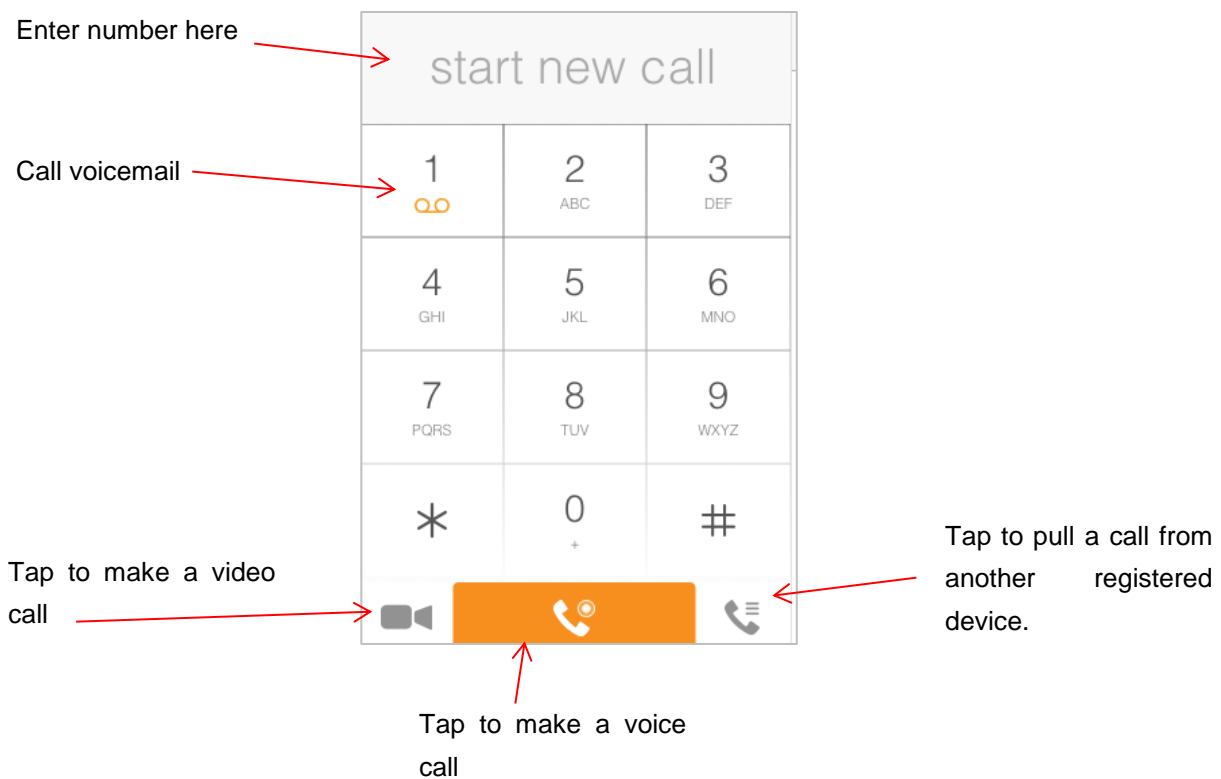 Enter number here
start new call
Call voicemail
1
2
ABC
3
DEF
4
GHI
5
JKL
6
MNO
7
PQRS
8
TUV
9
WXYZ
*
0
+
#
Tap to make a video
call
Tap to pull a call from
another registered
device.
Tap to make a voice
call